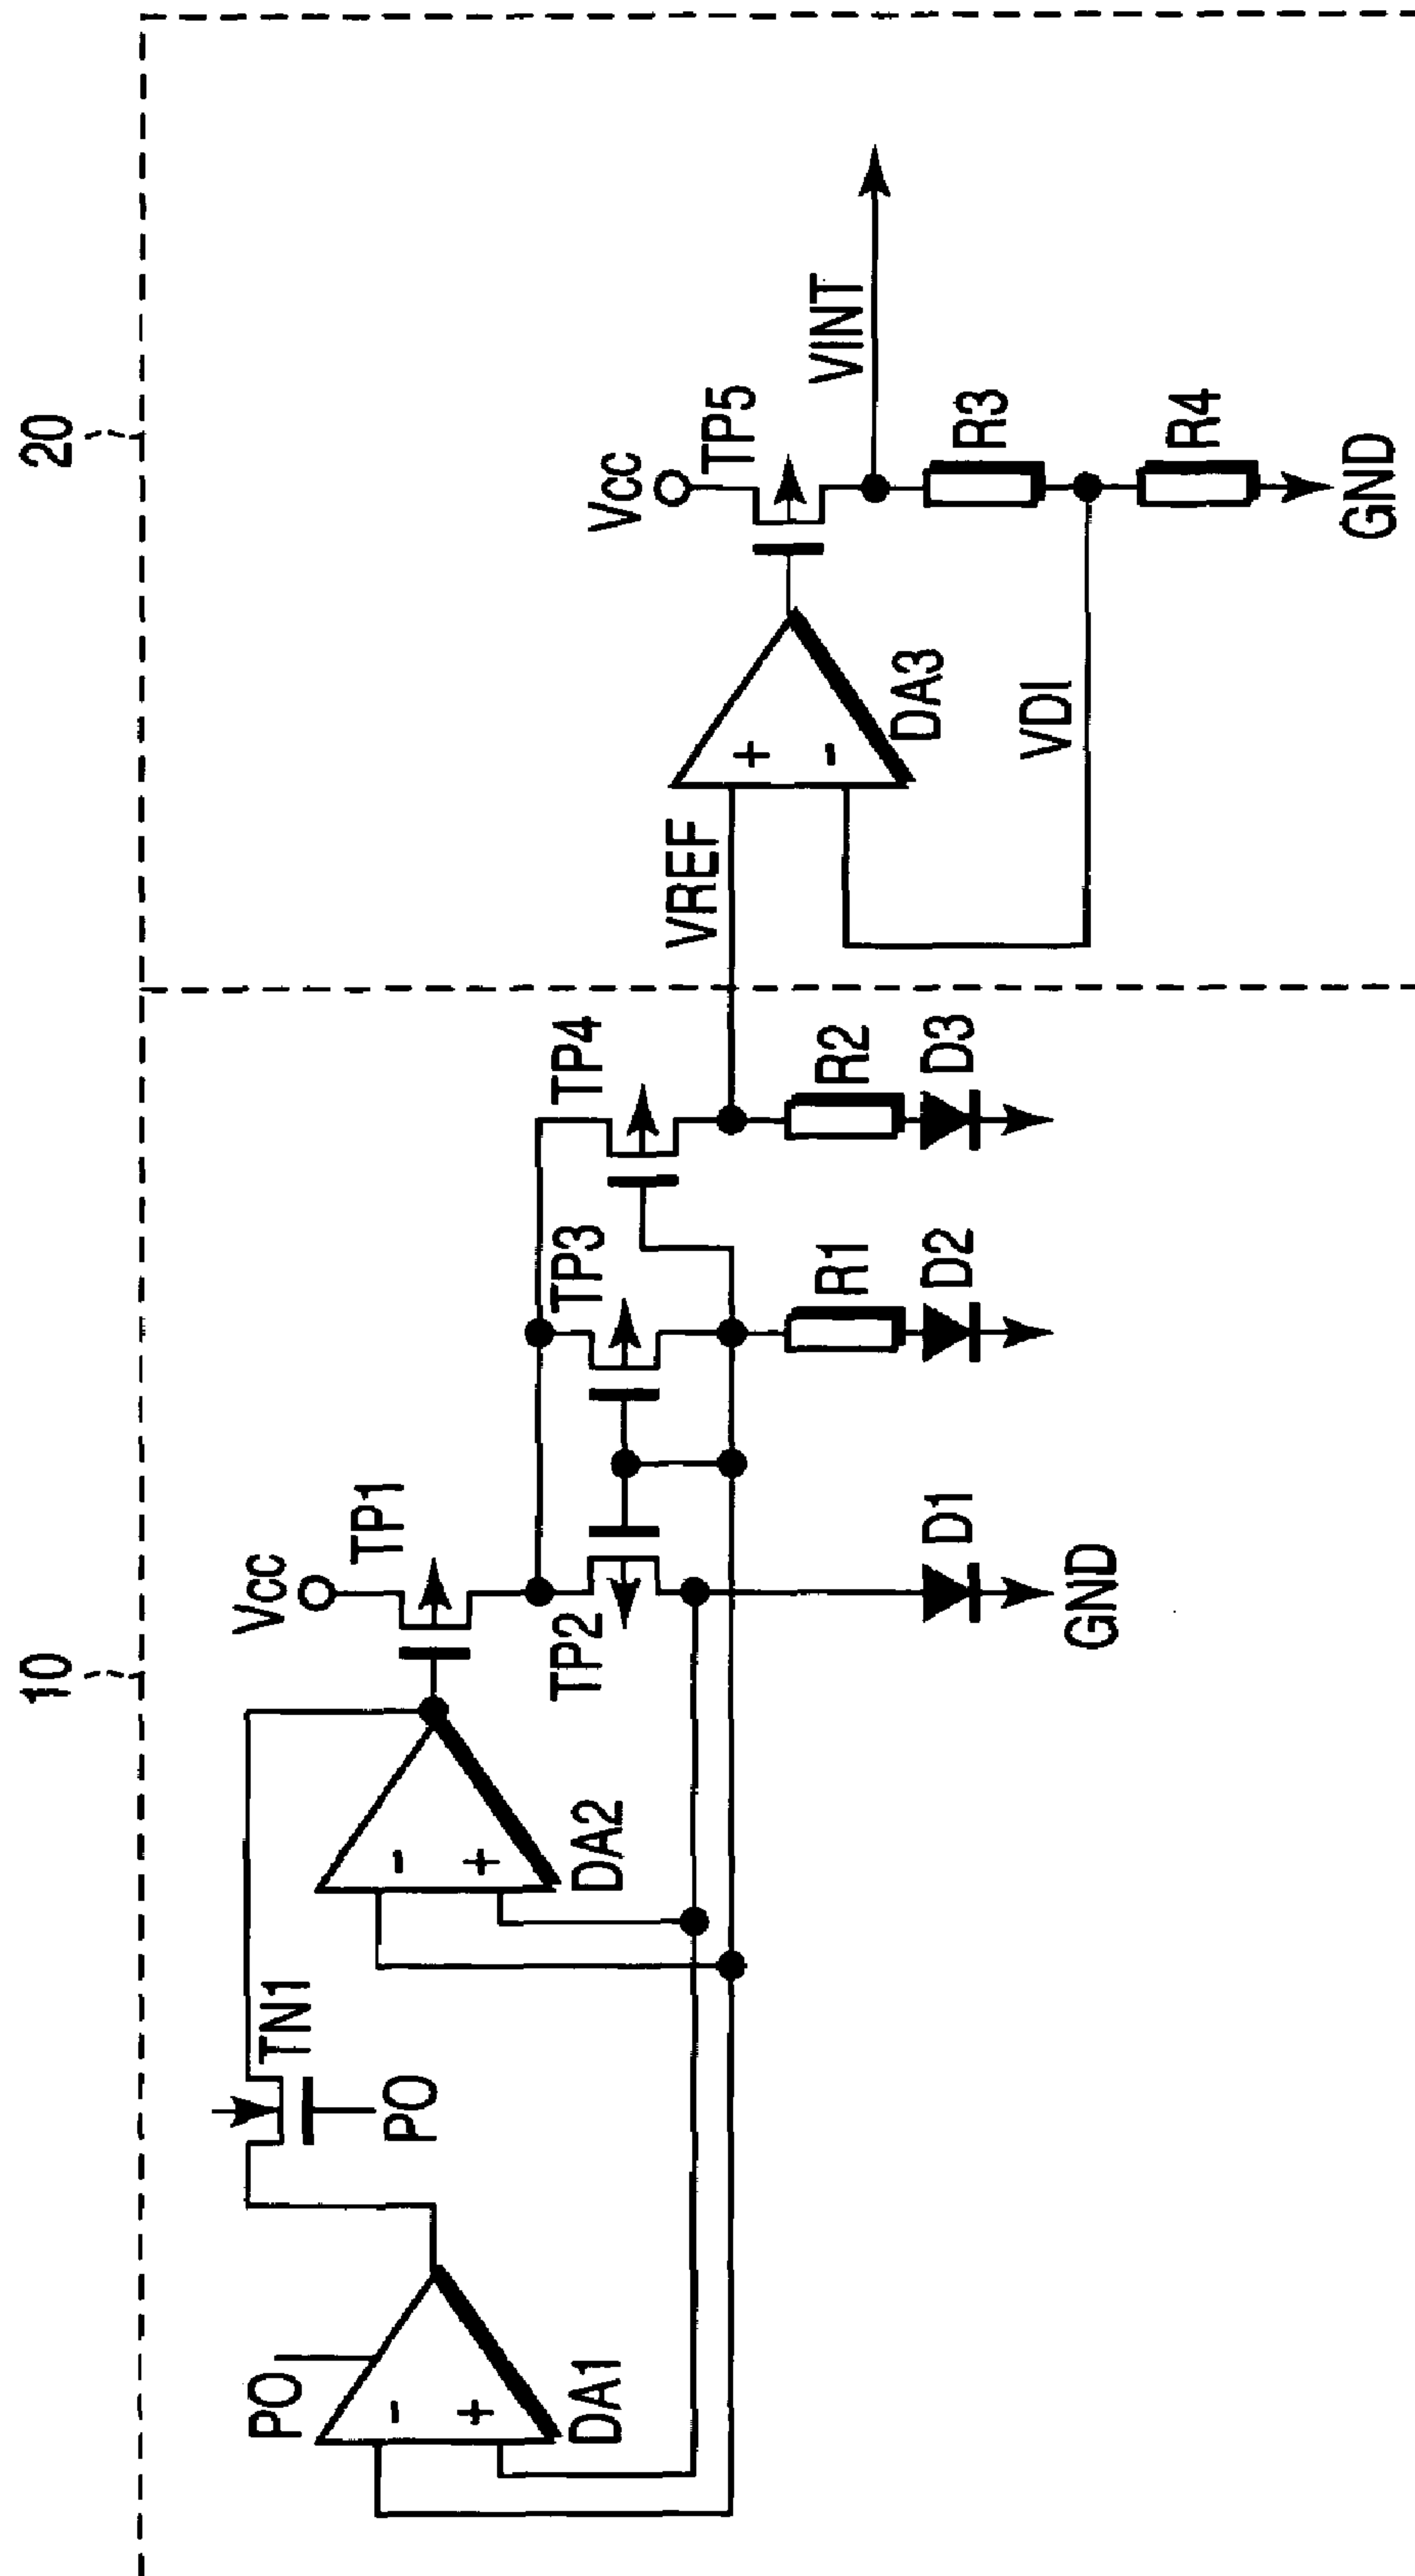 10
20
PO
DA1
-
+
TN1
PO
DA2
-
+
Vcc
TP1
TP2
TP3
TP4
D1
GND
R1
D2
R2
D3
VREF
+
-
DA3
VDI
Vcc
TP5
VINT
R3
R4
GND